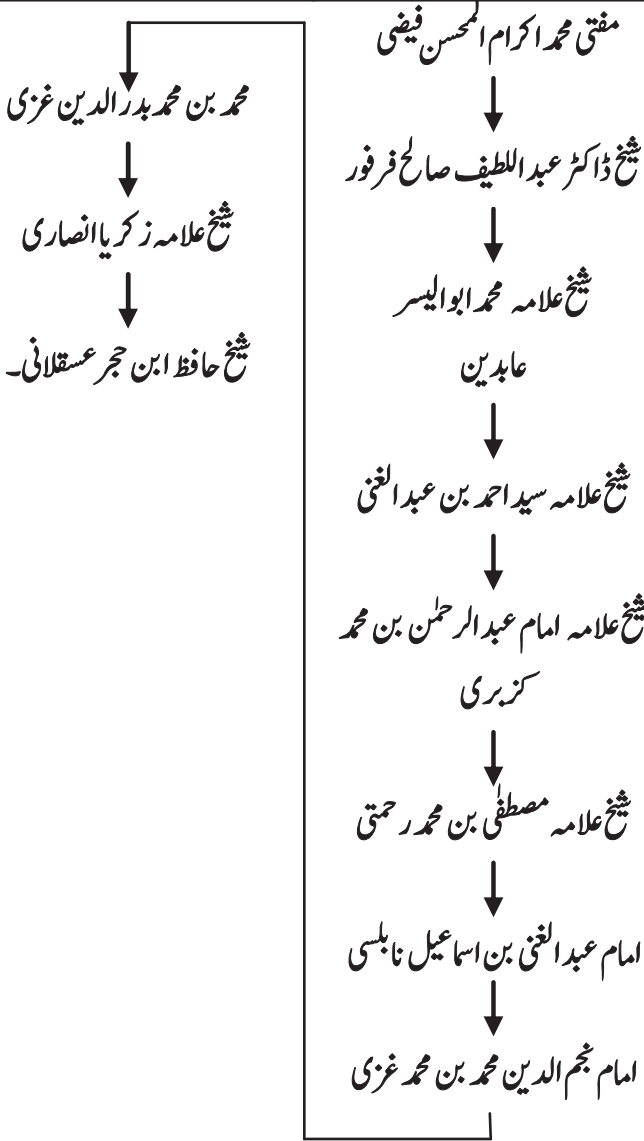 مفتی محمد اکرام المحسن فیضی
شیخ ڈاکٹر عبد اللطیف صالح فرفور
شیخ علامہ محمد ابو الیسر
عابدین
شیخ علامہ سید احمد بن عبد الغنی
شیخ علامہ امام عبد الرحمٰن بن محمد
کزبری
شیخ علامہ مصطفٰی بن محمد رحمتی
امام عبد الغنی بن اسماعیل نابلسی
امام نجم الدین محمد بن محمد غزی
محمد بن محمد بدر الدین غزی
شیخ علامہ زکریا انصاری
شیخ حافظ ابن حجر عسقلانی۔